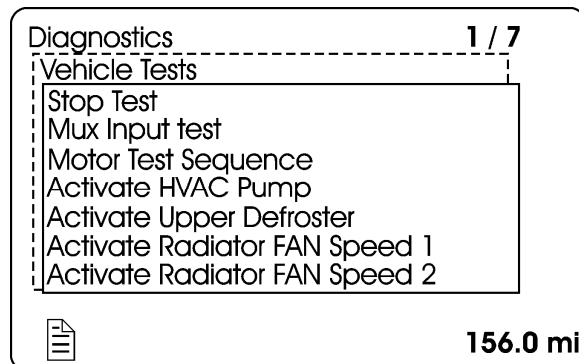 Diagnostics 1 / 7
Vehicle Tests
Stop Test
Mux Input test
Motor Test Sequence
Activate HVAC Pump
Activate Upper Defroster
Activate Radiator FAN Speed 1
Activate Radiator FAN Speed 2
156.0 mi